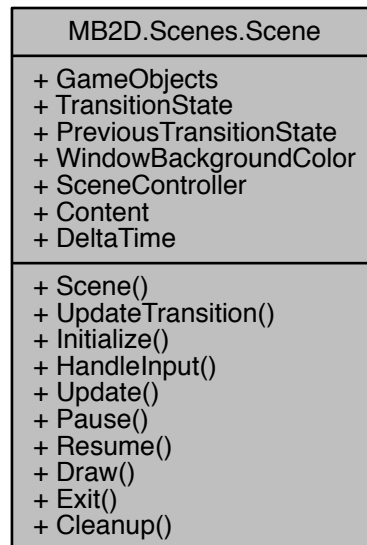 MB2D.Scenes.Scene
+ GameObjects
+ TransitionState
+ PreviousTransitionState
+ WindowBackgroundColor
+ SceneController
+ Content
+ DeltaTime
+ Scene()
+ UpdateTransition()
+ Initialize()
+ HandleInput()
+ Update()
+ Pause()
+ Resume()
+ Draw()
+ Exit()
+ Cleanup()